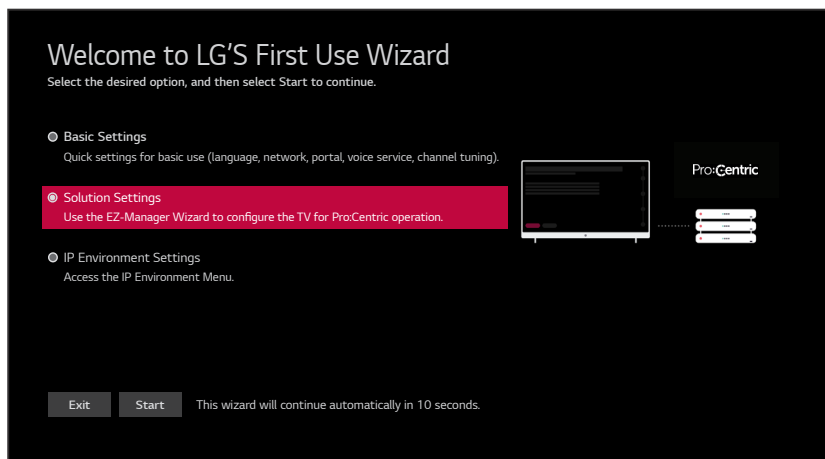 Welcome to LG'S First Use Wizard
Select the desired option, and then select Start to continue.
Basic Settings
Quick settings for basic use (language, network, portal, voice service, channel tuning).
Pro:Centric
Solution Settings
Use the EZ-Manager Wizard to configure the TV for Pro:Centric operation.
IP Environment Settings
Access the IP Environment Menu.
Exit Start This wizard will continue automatically in 10 seconds.